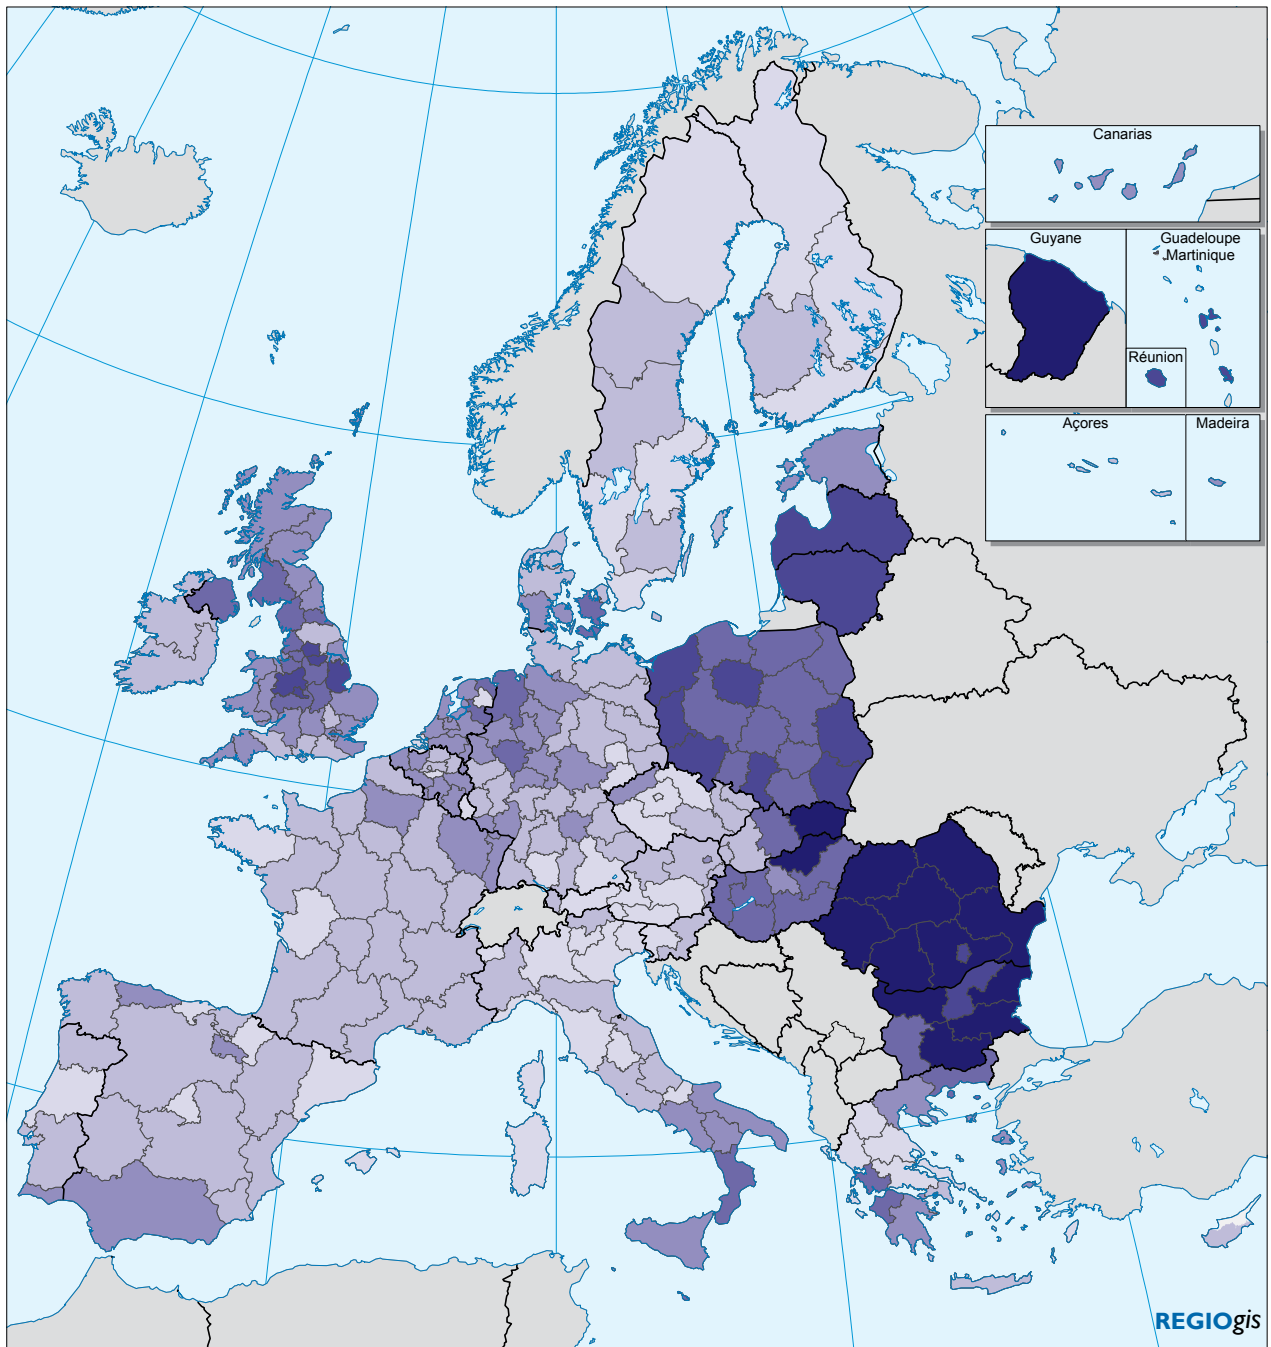 Canarias
Guyane
Guadeloupe
Martinique
Réunion
Açores
Madeira
REGIOgis